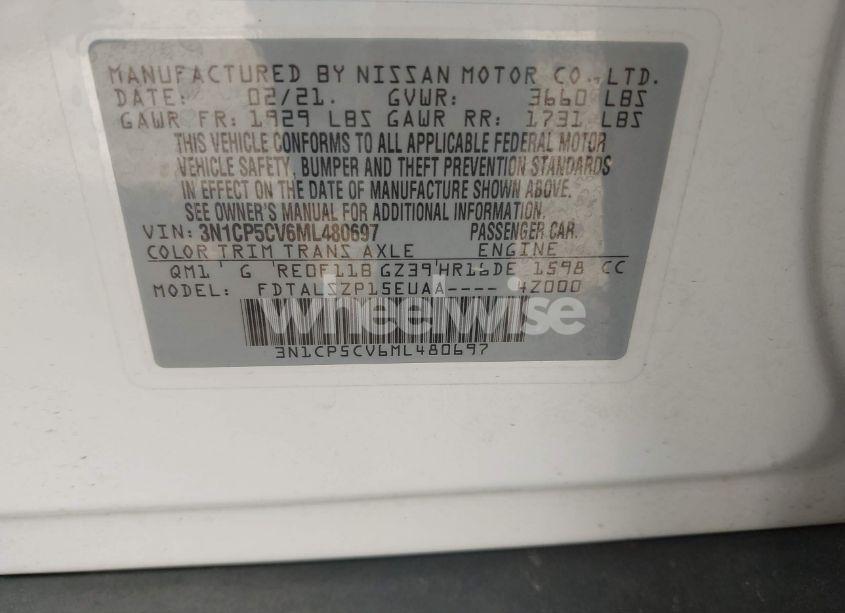 MANUFACTURED BY NISSAN MOTOR CO., LTD.
DATE: 02/21. GVWR: 3660 LBS
GAWR FR: 1929 LBS GAWR RR: 1731 LBS
THIS VEHICLE CONFORMS TO ALL APPLICABLE FEDERAL MOTOR
VEHICLE SAFETY, BUMPER AND THEFT PREVENTION STANDARDS
IN EFFECT ON THE DATE OF MANUFACTURE SHOWN ABOVE.
SEE OWNER'S MANUAL FOR ADDITIONAL INFORMATION.
VIN: 3N1CP5CV6ML480697 PASSENGER CAR.
COLOR TRIM TRANS AXLE ENGINE
QM1 G RE0F11B GZ39 HR16DE 1598 CC
MODEL: FDTALSZP15EUAA---- 4Z000
wheelwise
3N1CP5CV6ML480697